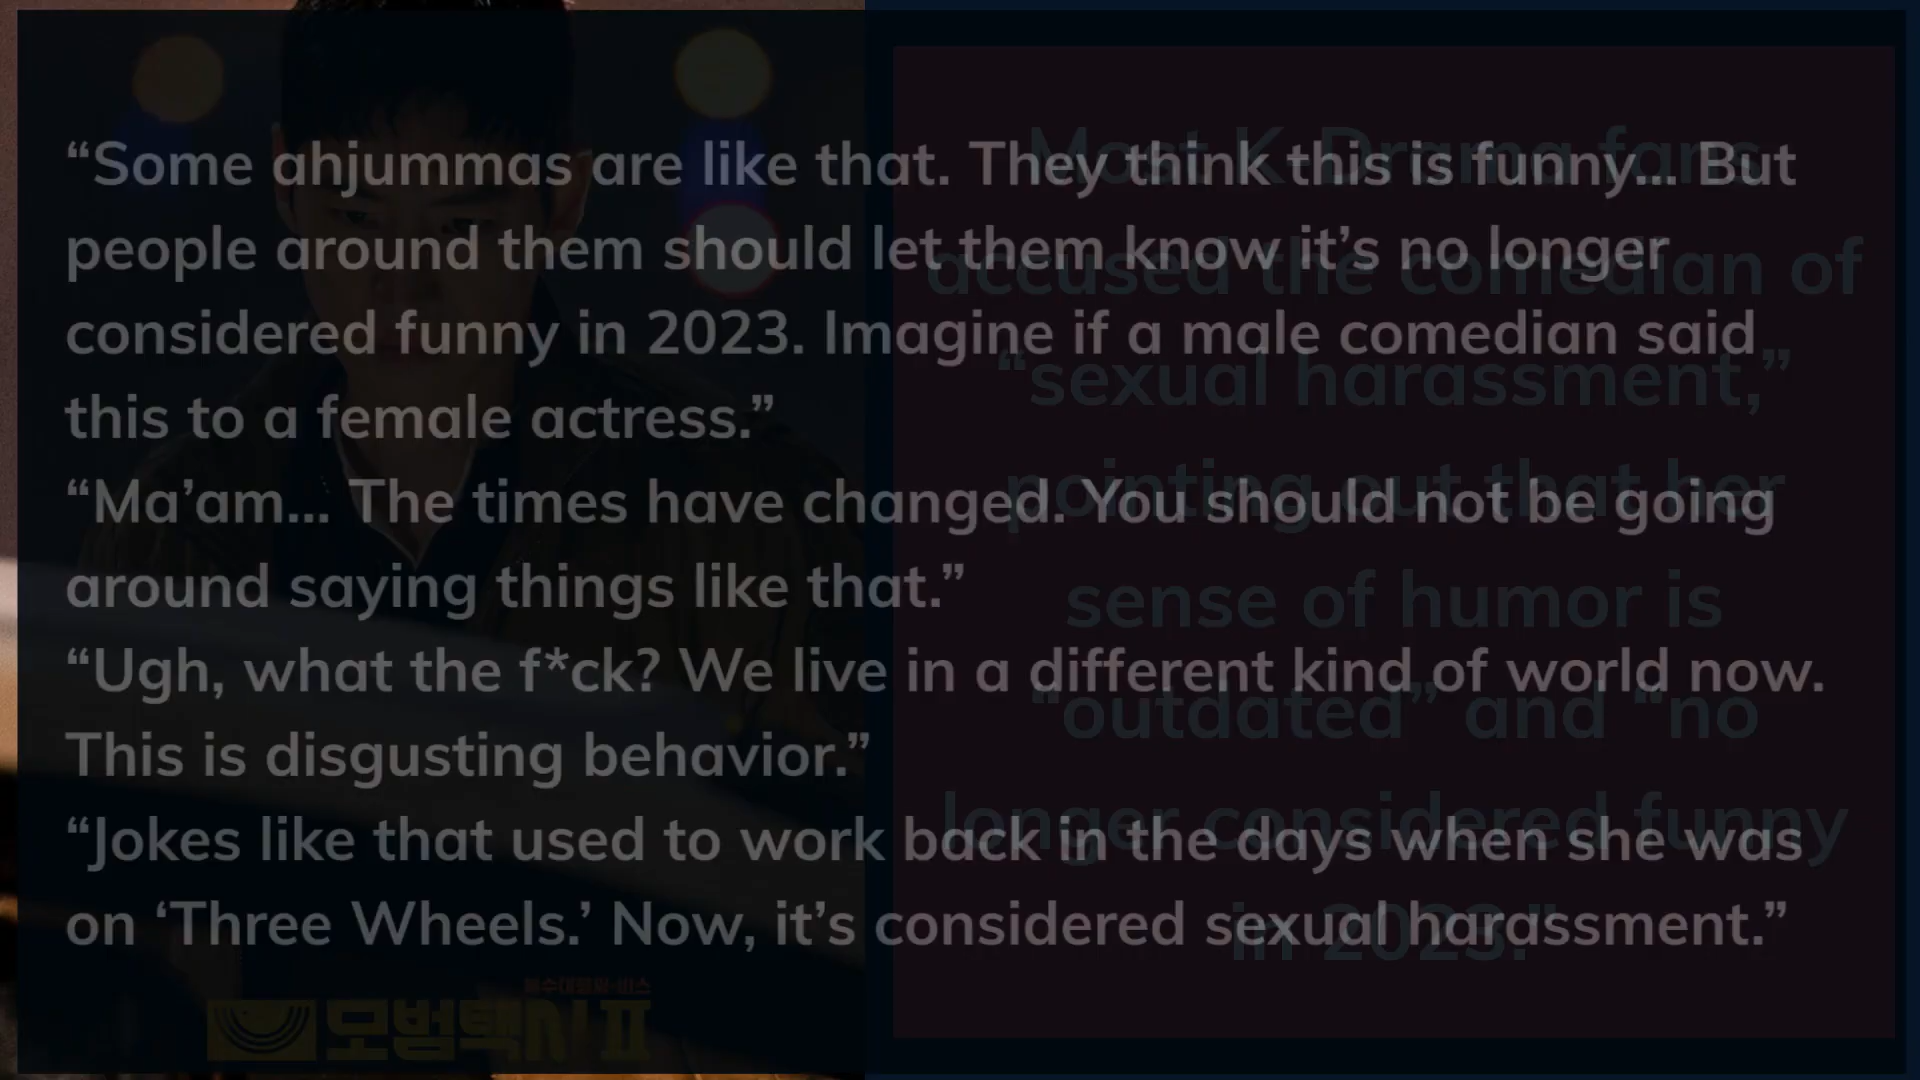 “Some ahjummas are like that. They think this is funny... But
people around them should let them know it’s no longer
considered funny in 2023. Imagine if a male comedian said
this to a female actress.”
“Ma’am... The times have changed. You should not be going
around saying things like that.”
“Ugh, what the f*ck? We live in a different kind of world now.
This is disgusting behavior.”
“Jokes like that used to work back in the days when she was
on ‘Three Wheels.’ Now, it’s considered sexual harassment.”
Most K-Drama fans
accused the comedian of
“sexual harassment,”
pointing out that her
sense of humor is
“outdated” and “no
longer considered funny
in 2023.”
모범택시 II